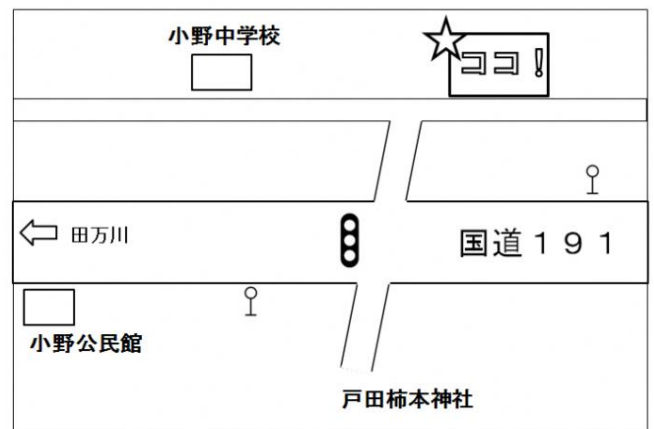 小野中学校
ココ！
田万川
国道１９１
小野公民館
戸田柿本神社